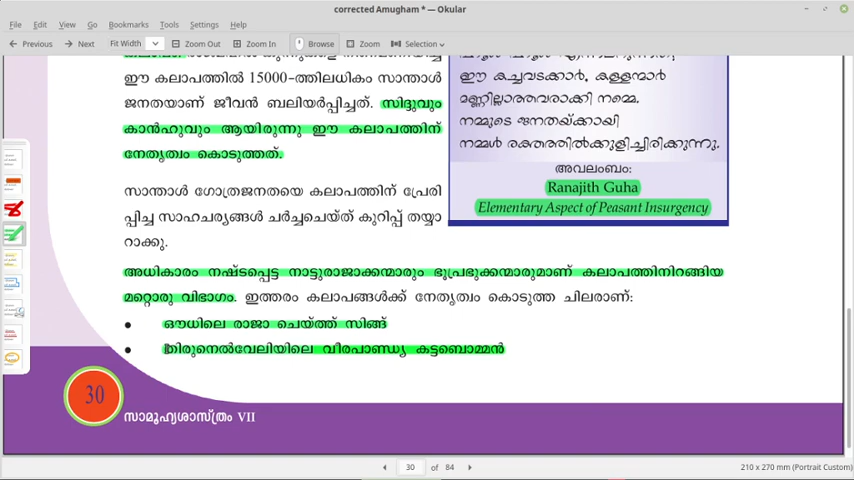 corrected Amugham * — Okular
File Edit View Go Bookmarks Tools Settings Help
Previous Next Fit Width Zoom Out Zoom In Browse Zoom Selection
ഈ കലാപത്തിൽ 15000-ത്തിലധികം സാന്താൾ
ജനതയാണ് ജീവൻ ബലിയർപ്പിച്ചത്. സിദ്ദുവും
കാൻഹുവും ആയിരുന്നു ഈ കലാപത്തിന്
നേതൃത്വം കൊടുത്തത്.
സാന്താൾ ഗോത്രജനതയെ കലാപത്തിന് പ്രേരി
പ്പിച്ച സാഹചര്യങ്ങൾ ചർച്ചചെയ്ത് കുറിപ്പ് തയ്യാ
റാക്കൂ.
ഈ കച്ചവടക്കാർ, കള്ളന്മാർ
മണ്ണില്ലാത്തവരാക്കി നമ്മെ.
നമ്മുടെ ജനതയ്ക്കായി
നമ്മൾ രക്തത്തിൽക്കുളിച്ചിരിക്കുന്നു.
അവലംബം:
Ranajith Guha
Elementary Aspect of Peasant Insurgency
അധികാരം നഷ്ടപ്പെട്ട നാട്ടുരാജാക്കന്മാരും ഭൂപ്രഭുക്കന്മാരുമാണ് കലാപത്തിനിറങ്ങിയ
മറ്റൊരു വിഭാഗം. ഇത്തരം കലാപങ്ങൾക്ക് നേതൃത്വം കൊടുത്ത ചിലരാണ്:
• ഔധിലെ രാജാ ചെയ്ത്ത് സിങ്ങ്
• തിരുനെൽവേലിയിലെ വീരപാണ്ഡ്യ കട്ടബൊമ്മൻ
30
സാമൂഹ്യശാസ്ത്രം VII
30 of 84 210 x 270 mm (Portrait Custom)